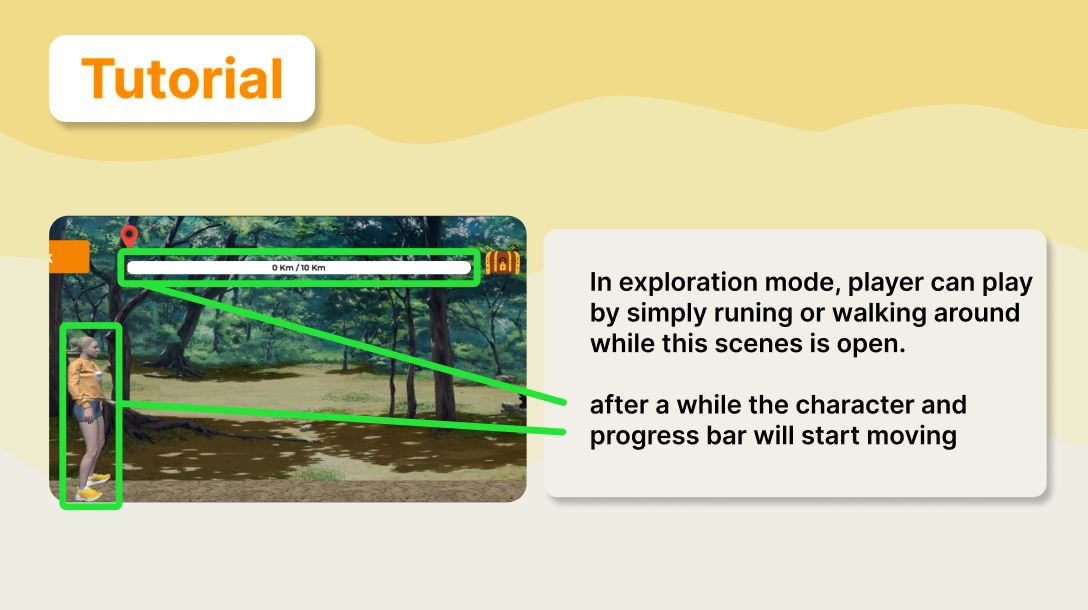 Tutorial
0 Km / 10 Km
In exploration mode, player can play
by simply runing or walking around
while this scenes is open.
after a while the character and
progress bar will start moving